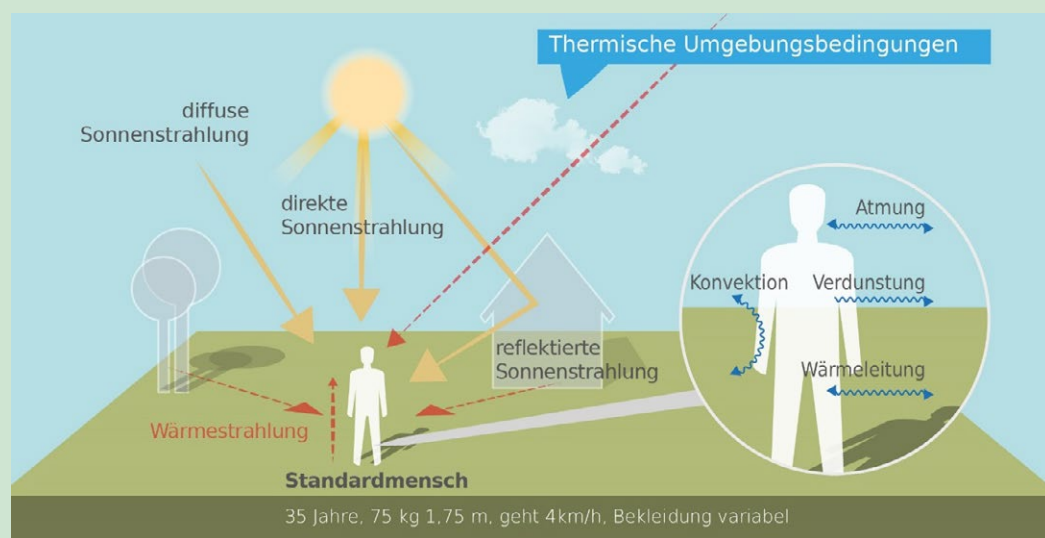 Thermische Umgebungsbedingungen
diffuse
Sonnenstrahlung
direkte
Sonnenstrahlung
Atmung
Konvektion
Verdunstung
reflektierte
Sonnenstrahlung
Wärmeleitung
Wärmestrahlung
Standardmensch
35 Jahre, 75 kg 1,75 m, geht 4km/h, Bekleidung variabel